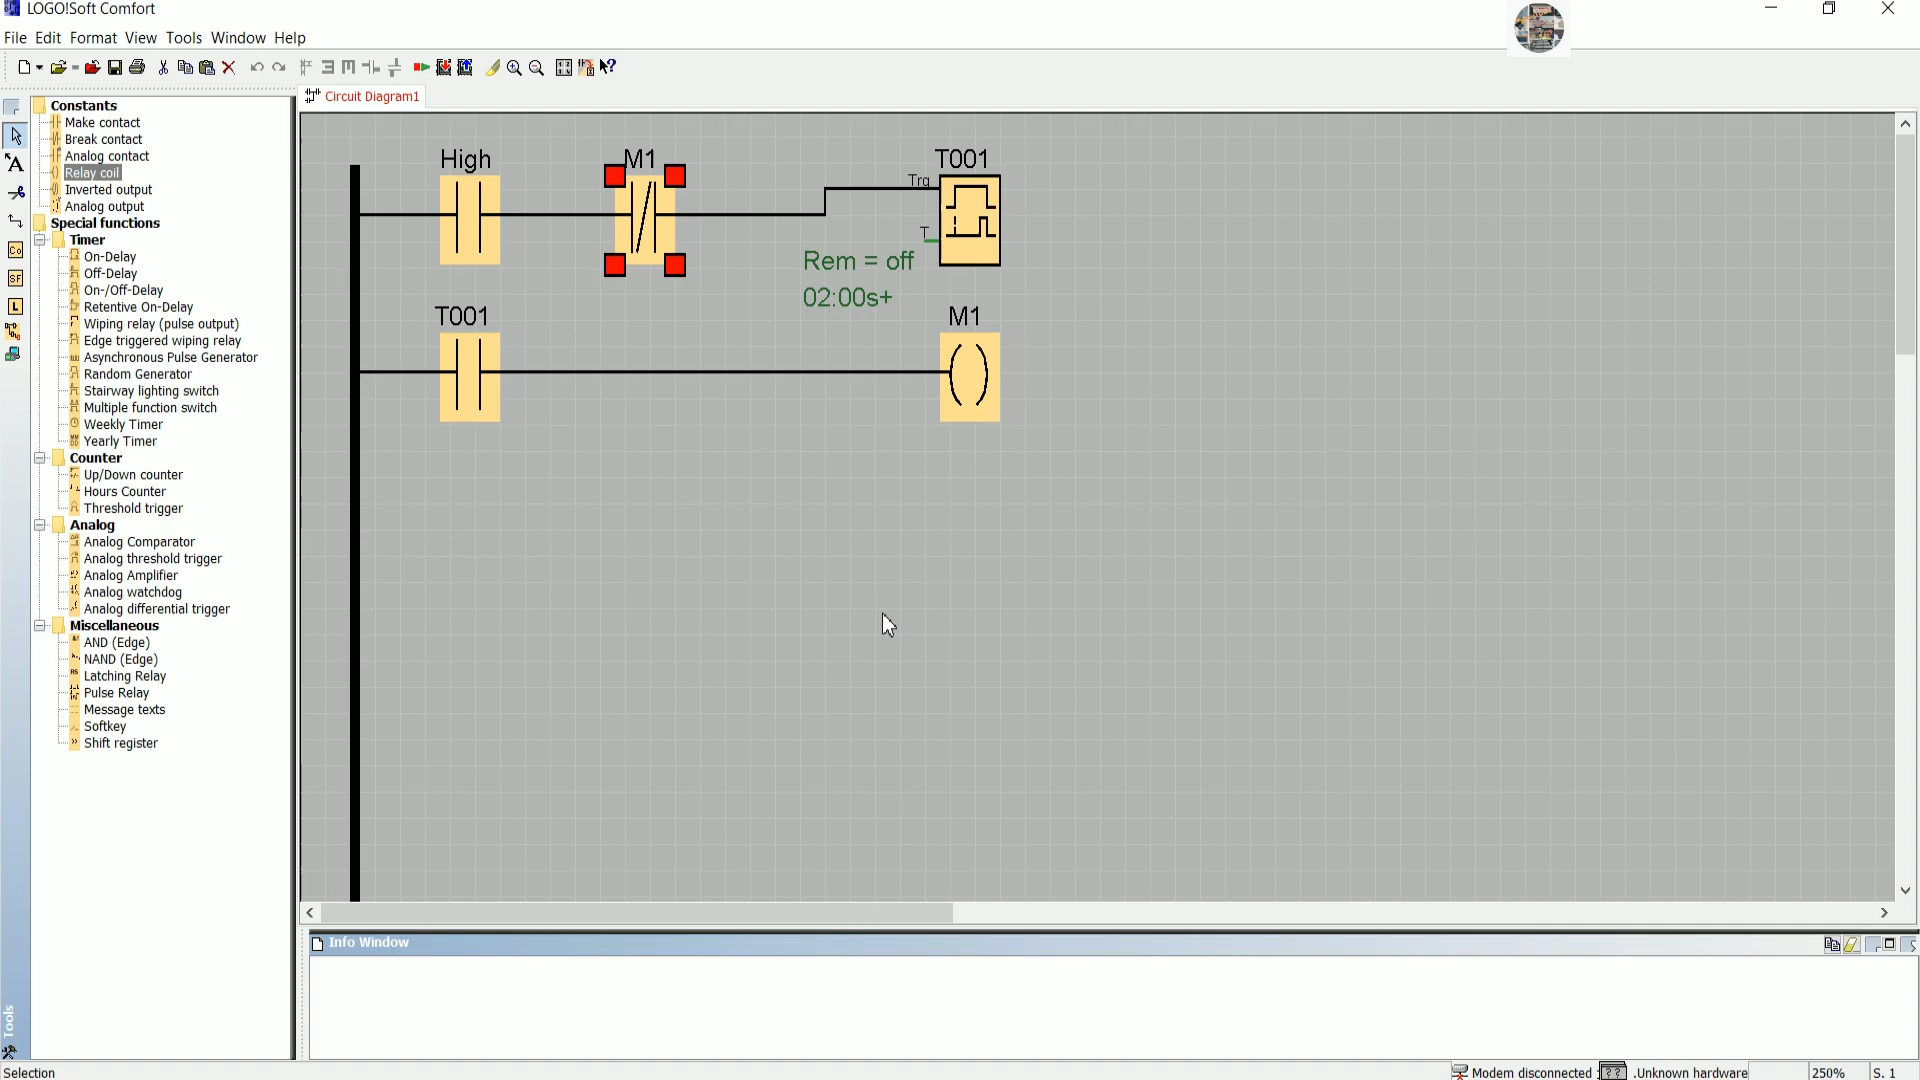 LOGO!Soft Comfort
File Edit Format View Tools Window Help
Circuit Diagram1
Constants
Make contact
Break contact
Analog contact
Relay coil
Inverted output
Analog output
Special functions
Timer
On-Delay
Off-Delay
On-/Off-Delay
Retentive On-Delay
Wiping relay (pulse output)
Edge triggered wiping relay
Asynchronous Pulse Generator
Random Generator
Stairway lighting switch
Multiple function switch
Weekly Timer
Yearly Timer
Counter
Up/Down counter
Hours Counter
Threshold trigger
Analog
Analog Comparator
Analog threshold trigger
Analog Amplifier
Analog watchdog
Analog differential trigger
Miscellaneous
AND (Edge)
NAND (Edge)
Latching Relay
Pulse Relay
Message texts
Softkey
Shift register
A
Co
SF
L
Tools
High M1 T001
Trg
T
Rem = off
02:00s+
T001 M1
Info Window
Selection
Modem disconnected ?? .Unknown hardware 250% S. 1